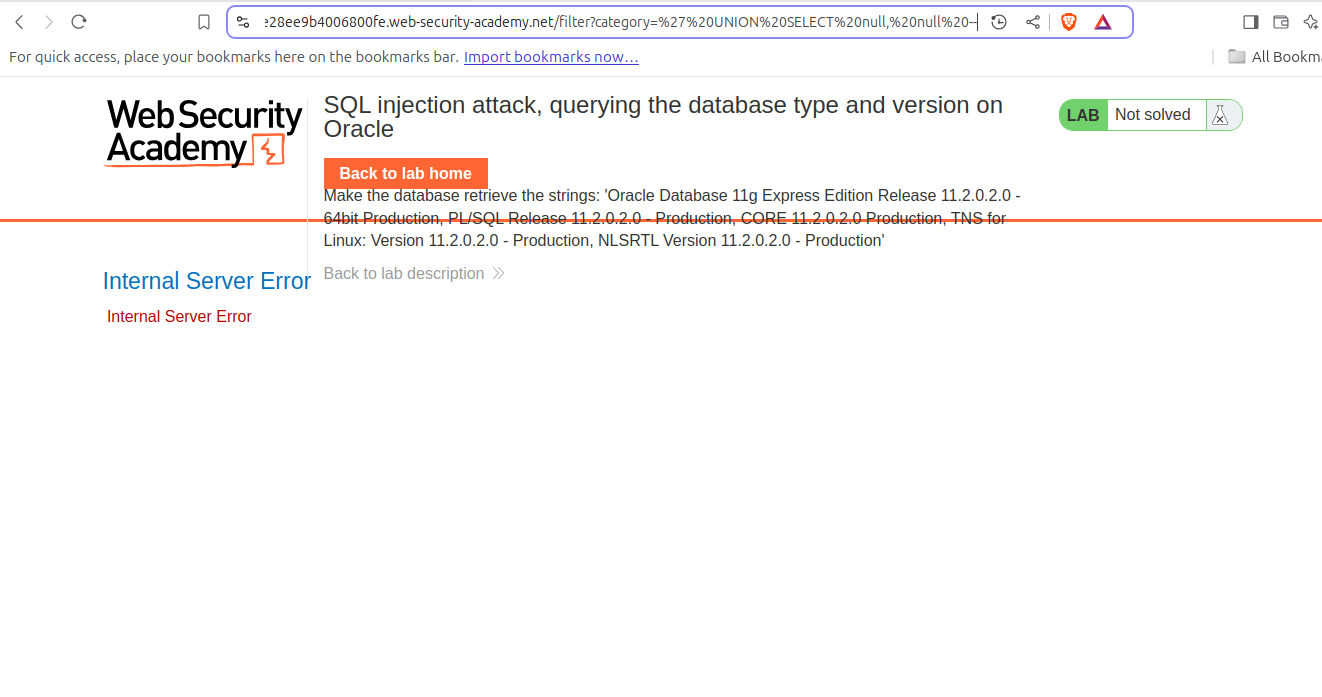 e28ee9b4006800fe.web-security-academy.net/filter?category=%27%20UNION%20SELECT%20null,%20null%20--
For quick access, place your bookmarks here on the bookmarks bar. Import bookmarks now...
All Bookma
Web Security
Academy
SQL injection attack, querying the database type and version on
Oracle
LAB Not solved
Back to lab home
Make the database retrieve the strings: 'Oracle Database 11g Express Edition Release 11.2.0.2.0 -
64bit Production, PL/SQL Release 11.2.0.2.0 - Production, CORE 11.2.0.2.0 Production, TNS for
Linux: Version 11.2.0.2.0 - Production, NLSRTL Version 11.2.0.2.0 - Production'
Back to lab description
Internal Server Error
Internal Server Error